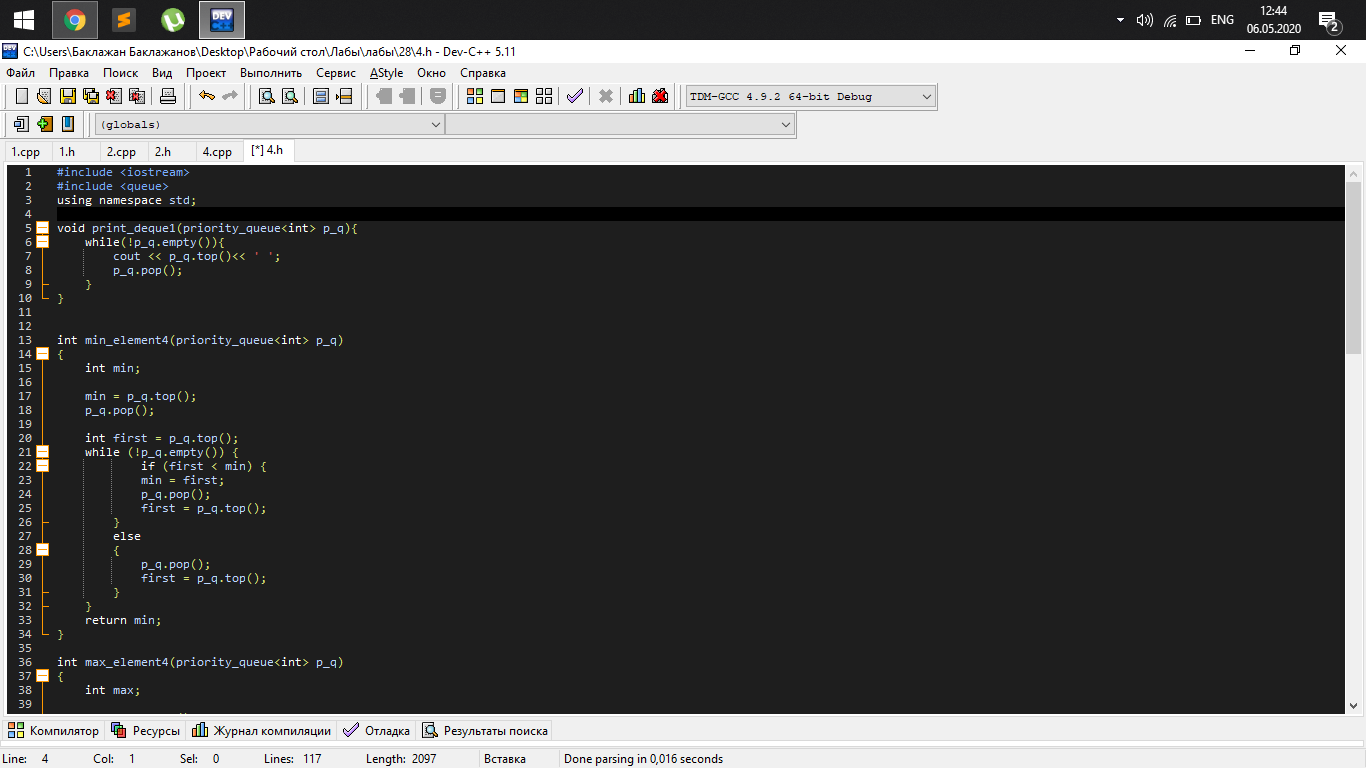 DEV
ENG
12:44
06.05.2020
2
C:\Users\Баклажан Баклажанов\Desktop\Рабочий стол\Лабы\лабы\28\4.h - Dev-C++ 5.11
Файл Правка Поиск Вид Проект Выполнить Сервис AStyle Окно Справка
TDM-GCC 4.9.2 64-bit Debug
(globals)
1.cpp 1.h 2.cpp 2.h 4.cpp [*] 4.h
1 #include <iostream>
2 #include <queue>
3 using namespace std;
4
5 void print_deque1(priority_queue<int> p_q){
6 while(!p_q.empty()){
7 cout << p_q.top()<< ' ';
8 p_q.pop();
9 }
10 }
11
12
13 int min_element4(priority_queue<int> p_q)
14 {
15 int min;
16
17 min = p_q.top();
18 p_q.pop();
19
20 int first = p_q.top();
21 while (!p_q.empty()) {
22 if (first < min) {
23 min = first;
24 p_q.pop();
25 first = p_q.top();
26 }
27 else
28 {
29 p_q.pop();
30 first = p_q.top();
31 }
32 }
33 return min;
34 }
35
36 int max_element4(priority_queue<int> p_q)
37 {
38 int max;
39
Компилятор Ресурсы Журнал компиляции Отладка Результаты поиска
Line: 4 Col: 1 Sel: 0 Lines: 117 Length: 2097 Вставка Done parsing in 0,016 seconds